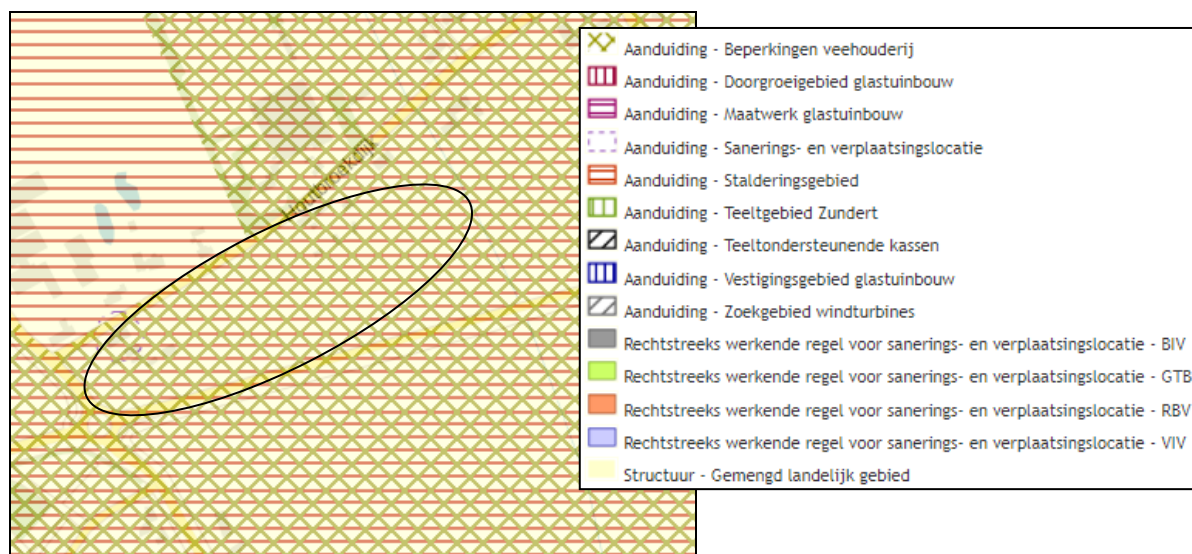 Houtbroekdijk
Aanduiding - Beperkingen veehouderij
Aanduiding - Doorgroeigebied glastuinbouw
Aanduiding - Maatwerk glastuinbouw
Aanduiding - Sanerings- en verplaatsingslocatie
Aanduiding - Stalderingsgebied
Aanduiding - Teeltgebied Zundert
Aanduiding - Teeltondersteunende kassen
Aanduiding - Vestigingsgebied glastuinbouw
Aanduiding - Zoekgebied windturbines
Rechtstreeks werkende regel voor sanerings- en verplaatsingslocatie - BIV
Rechtstreeks werkende regel voor sanerings- en verplaatsingslocatie - GTB
Rechtstreeks werkende regel voor sanerings- en verplaatsingslocatie - RBV
Rechtstreeks werkende regel voor sanerings- en verplaatsingslocatie - VIV
Structuur - Gemengd landelijk gebied